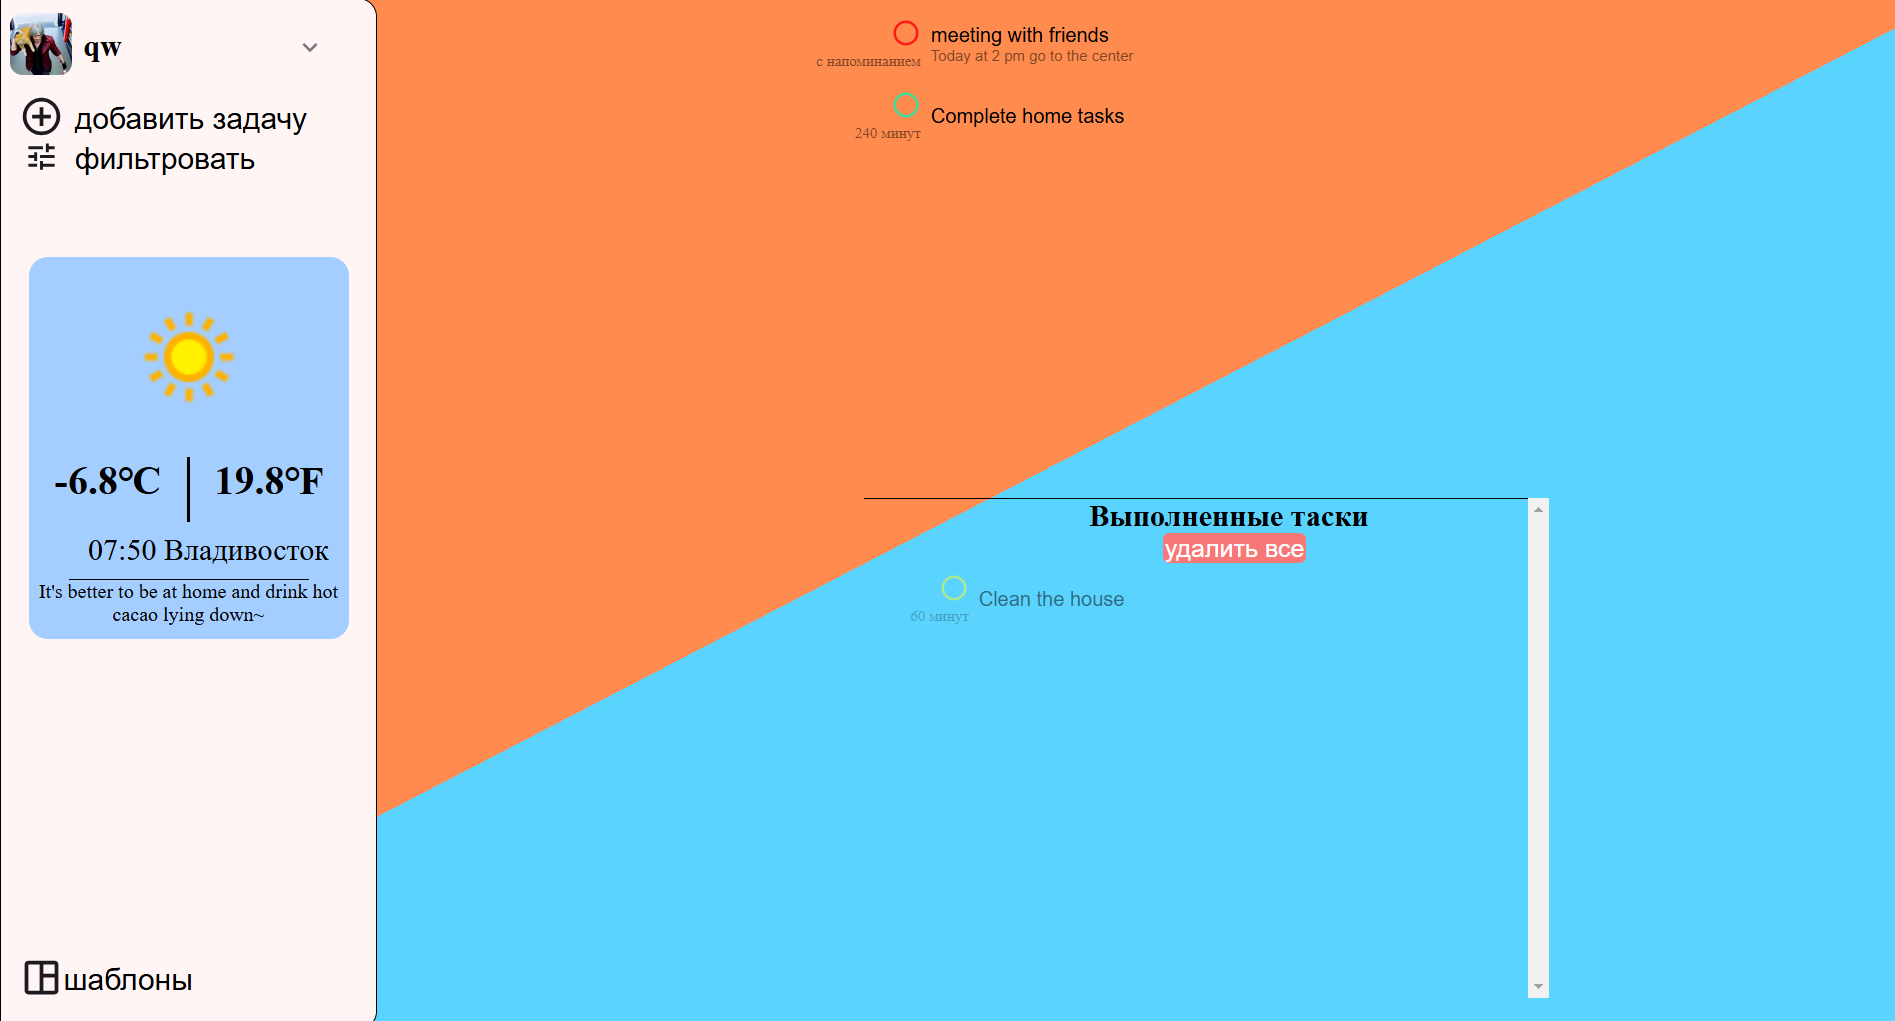 qw
добавить задачу
фильтровать
-6.8°C
19.8°F
07:50 Владивосток
It's better to be at home and drink hot
cacao lying down~
шаблоны
meeting with friends
Today at 2 pm go to the center
с напоминанием
Complete home tasks
240 минут
Выполненные таски
удалить все
Clean the house
60 минут